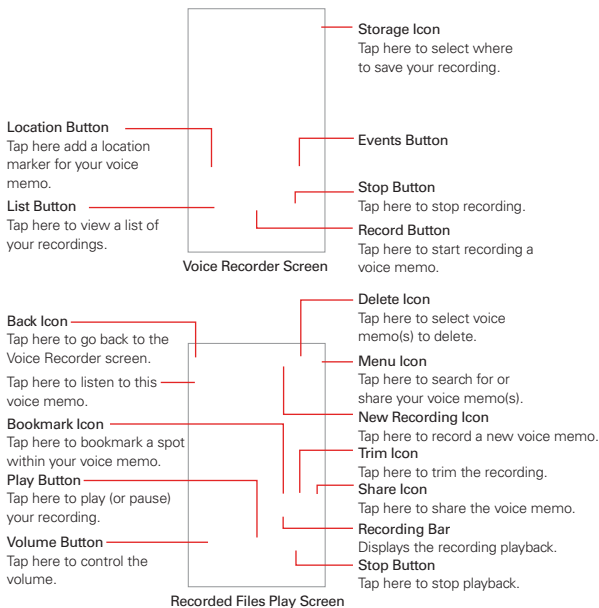 Storage Icon
Tap here to select where
to save your recording.
Location Button
Tap here add a location
marker for your voice
memo.
Events Button
List Button
Tap here to view a list of
your recordings.
Stop Button
Tap here to stop recording.
Record Button
Tap here to start recording a
voice memo.
Voice Recorder Screen
Back Icon
Tap here to go back to the
Voice Recorder screen.
Tap here to listen to this
voice memo.
Bookmark Icon
Tap here to bookmark a spot
within your voice memo.
Play Button
Tap here to play (or pause)
your recording.
Volume Button
Tap here to control the
volume.
Delete Icon
Tap here to select voice
memo(s) to delete.
Menu Icon
Tap here to search for or
share your voice memo(s).
New Recording Icon
Tap here to record a new voice memo.
Trim Icon
Tap here to trim the recording.
Share Icon
Tap here to share the voice memo.
Recording Bar
Displays the recording playback.
Stop Button
Tap here to stop playback.
Recorded Files Play Screen